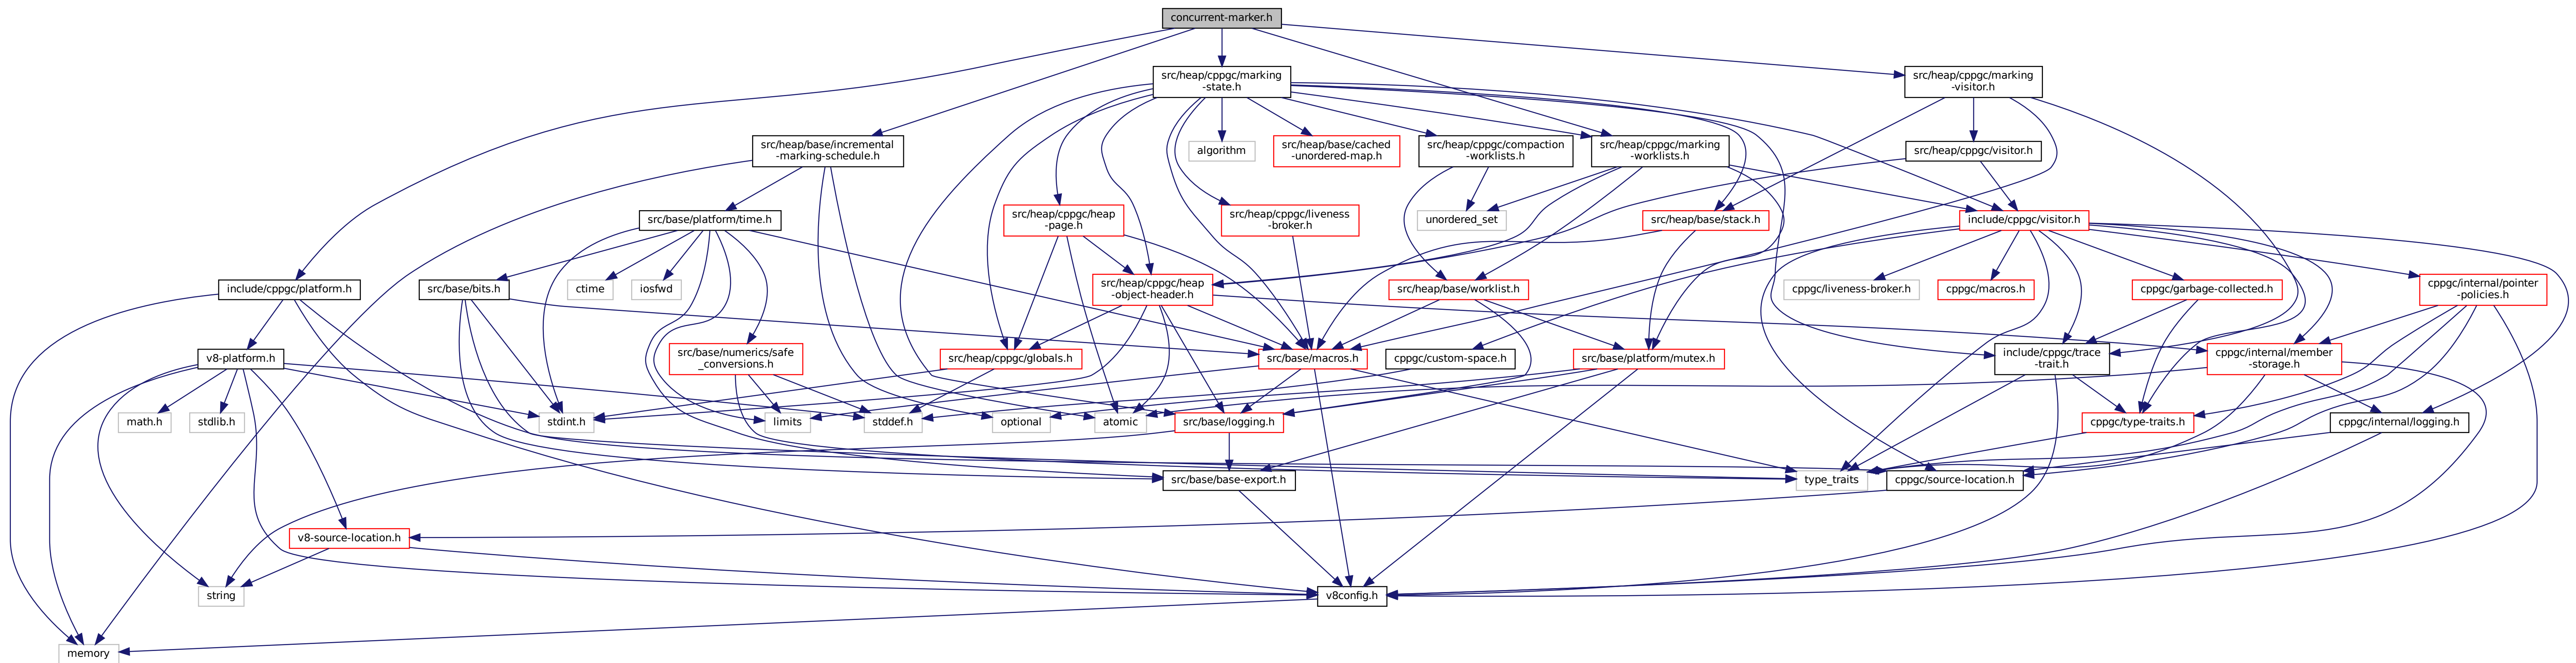 concurrent-marker.h
src/heap/cppgc/marking
-state.h
src/heap/cppgc/marking
-visitor.h
src/heap/base/incremental
-marking-schedule.h
algorithm
src/heap/base/cached
-unordered-map.h
src/heap/cppgc/compaction
-worklists.h
src/heap/cppgc/marking
-worklists.h
src/heap/cppgc/visitor.h
src/base/platform/time.h
src/heap/cppgc/heap
-page.h
src/heap/cppgc/liveness
-broker.h
unordered_set
src/heap/base/stack.h
include/cppgc/visitor.h
include/cppgc/platform.h
src/base/bits.h
ctime
iosfwd
src/heap/cppgc/heap
-object-header.h
src/heap/base/worklist.h
cppgc/liveness-broker.h
cppgc/macros.h
cppgc/garbage-collected.h
cppgc/internal/pointer
-policies.h
v8-platform.h
src/base/numerics/safe
_conversions.h
src/heap/cppgc/globals.h
src/base/macros.h
cppgc/custom-space.h
src/base/platform/mutex.h
include/cppgc/trace
-trait.h
cppgc/internal/member
-storage.h
math.h
stdlib.h
stdint.h
limits
stddef.h
optional
atomic
src/base/logging.h
cppgc/type-traits.h
cppgc/internal/logging.h
src/base/base-export.h
type_traits
cppgc/source-location.h
v8-source-location.h
string
v8config.h
memory